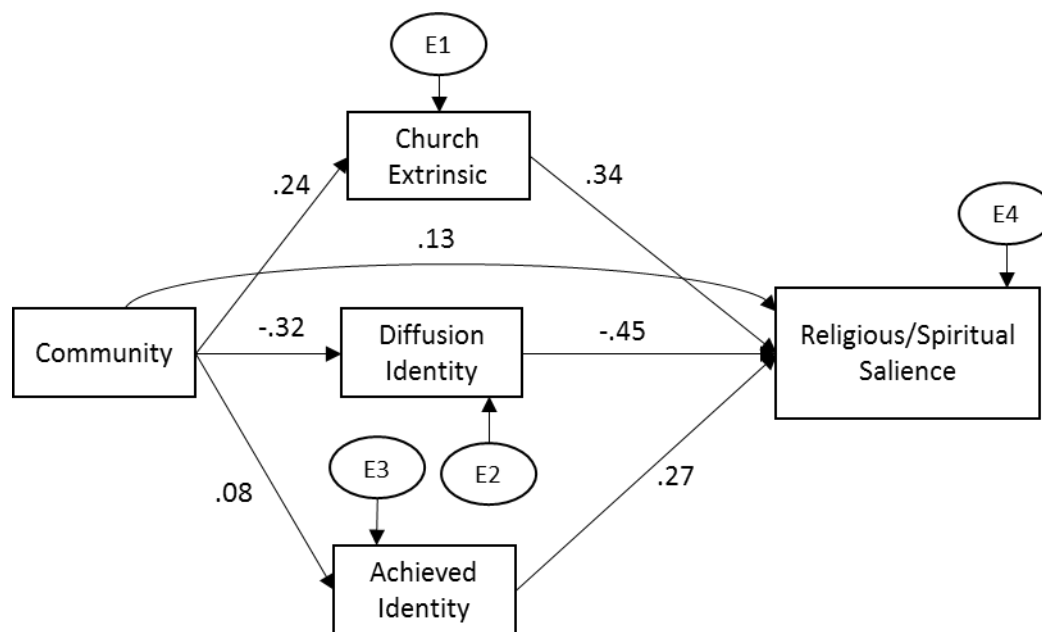 E1
Church
Extrinsic
.24
.34
E4
.13
Community
-.32
Diffusion
Identity
-.45
Religious/Spiritual
Salience
E3
E2
.08
.27
Achieved
Identity